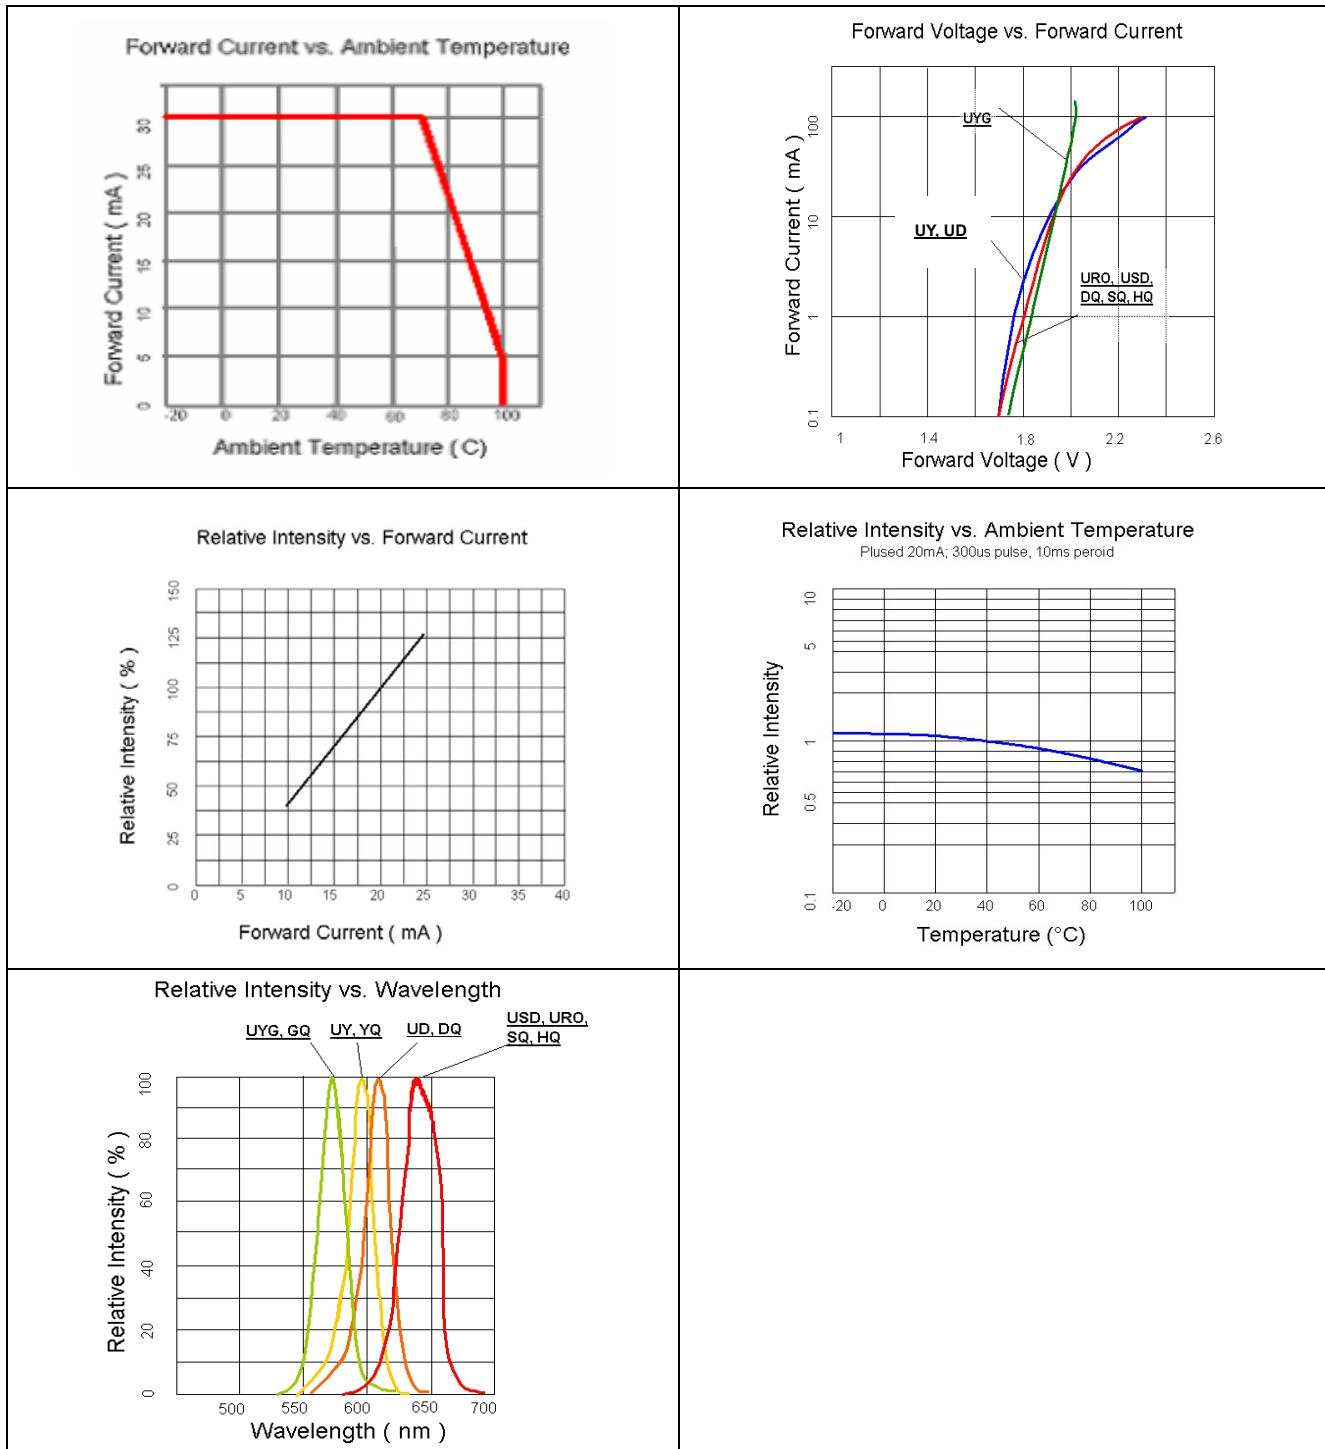 Forward Current vs. Ambient Temperature
Forward Current ( mA )
30
25
20
15
10
5
0
-20
0
20
40
60
80
100
Ambient Temperature ( C)
Forward Voltage vs. Forward Current
Forward Current ( mA )
100
10
1
0.1
UYG
UY, UD
URO, USD,
DQ, SQ, HQ
1
1.4
1.8
2.2
2.6
Forward Voltage ( V )
Relative Intensity vs. Forward Current
Relative Intensity ( % )
150
125
100
75
50
25
0
0
5
10
15
20
25
30
35
40
Forward Current ( mA )
Relative Intensity vs. Ambient Temperature
Plused 20mA; 300us pulse, 10ms peroid
Relative Intensity
10
5
1
0.5
0.1
-20
0
20
40
60
80
100
Temperature (°C)
Relative Intensity vs. Wavelength
UYG, GQ
UY, YQ
UD, DQ
USD, URO,
SQ, HQ
Relative Intensity ( % )
100
80
60
40
20
0
500
550
600
650
700
Wavelength ( nm )